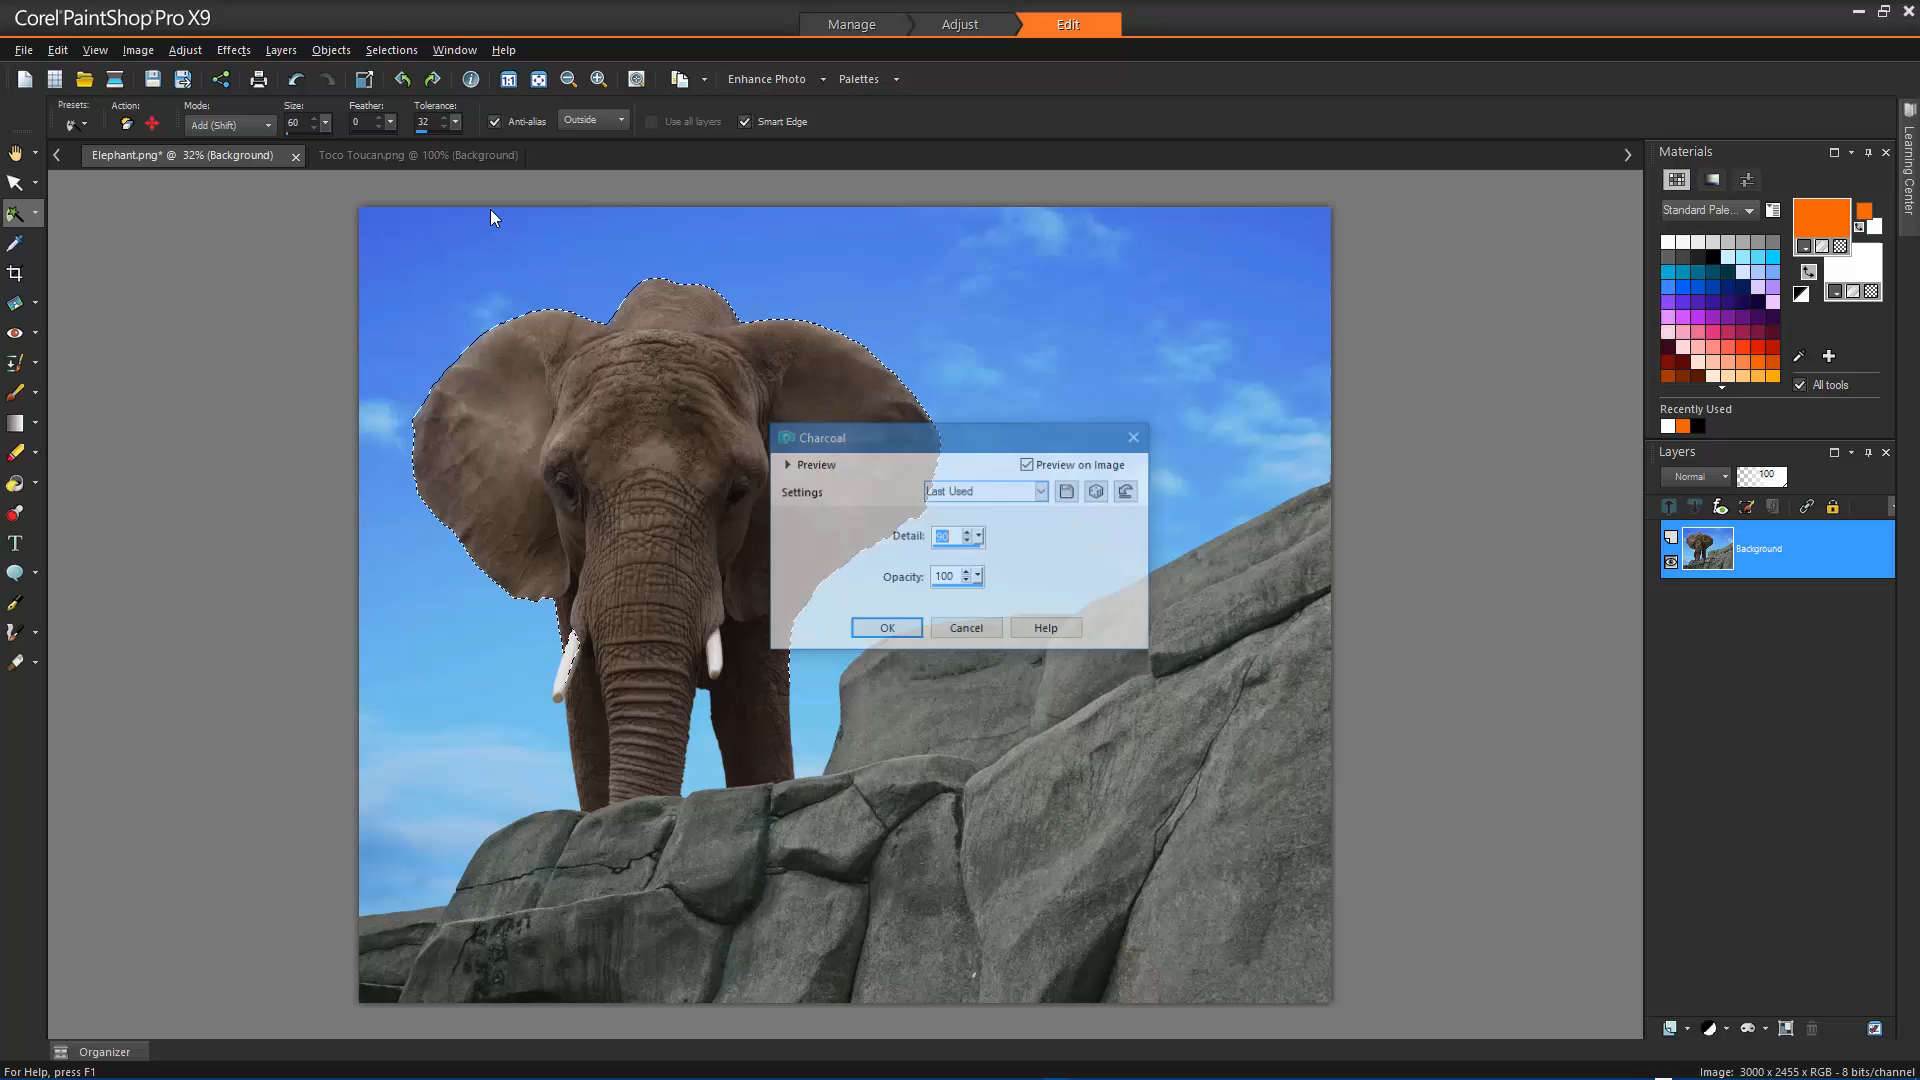 Corel PaintShop Pro X9
Manage Adjust Edit
File Edit View Image Adjust Effects Layers Objects Selections Window Help
Enhance Photo Palettes
Presets: Action: Mode: Size: Feather: Tolerance:
Add (Shift) 60 0 32 Anti-alias Outside Use all layers Smart Edge
Elephant.png* @ 32% (Background) Toco Toucan.png @ 100% (Background)
Materials
Learning Center
Standard Pale...
All tools
Recently Used
Layers
Normal 100
Background
Charcoal
Preview Preview on Image
Settings Last Used
Detail: 90
Opacity: 100
OK Cancel Help
Organizer
For Help, press F1 Image: 3000 x 2455 x RGB - 8 bits/channel